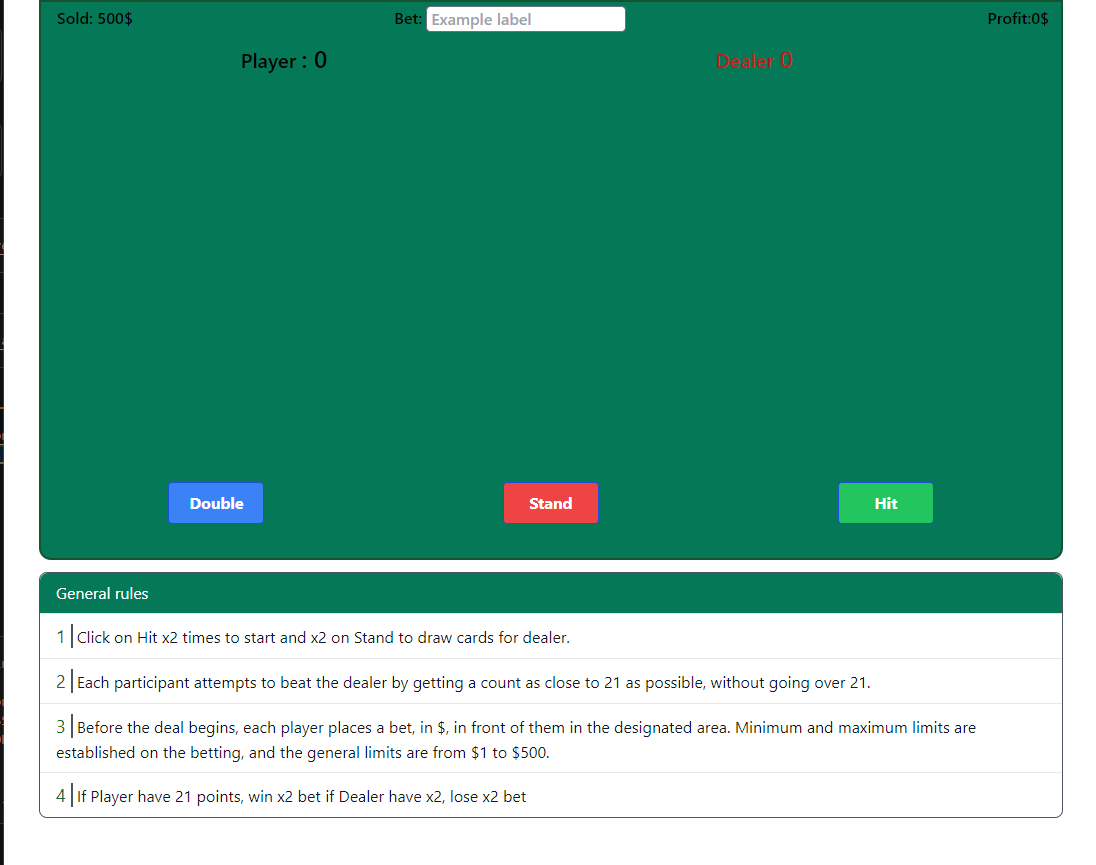 Sold: 500$ Bet: Example label Profit:0$
Player : 0 Dealer 0
Double Stand Hit
General rules
1 Click on Hit x2 times to start and x2 on Stand to draw cards for dealer.
2 Each participant attempts to beat the dealer by getting a count as close to 21 as possible, without going over 21.
3 Before the deal begins, each player places a bet, in $, in front of them in the designated area. Minimum and maximum limits are
established on the betting, and the general limits are from $1 to $500.
4 If Player have 21 points, win x2 bet if Dealer have x2, lose x2 bet